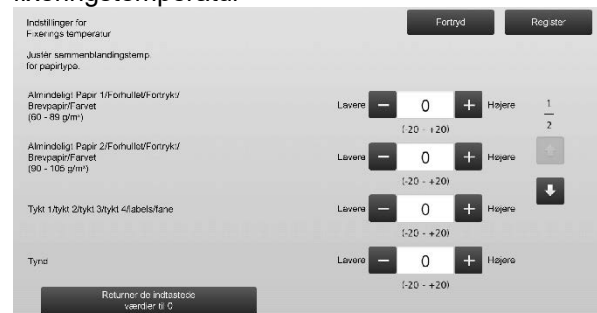 fikseringstemperatur
Indstillinger for
Fixerings temperatur
Fortryd
Register
Justér sammenblandingstemp.
for papirtype.
Almindeligt Papir 1/Forhullet/Fortrykt/
Brevpapir/Farvet
(60 - 89 g/m²)
Lavere − 0 + Højere
(-20 - +20)
1
2
Almindeligt Papir 2/Forhullet/Fortrykt/
Brevpapir/Farvet
(90 - 105 g/m²)
Lavere − 0 + Højere
(-20 - +20)
Tykt 1/tykt 2/tykt 3/tykt 4/labels/fane
Lavere − 0 + Højere
(-20 - +20)
Tynd
Lavere − 0 + Højere
(-20 - +20)
Returner de indtastede
værdier til 0